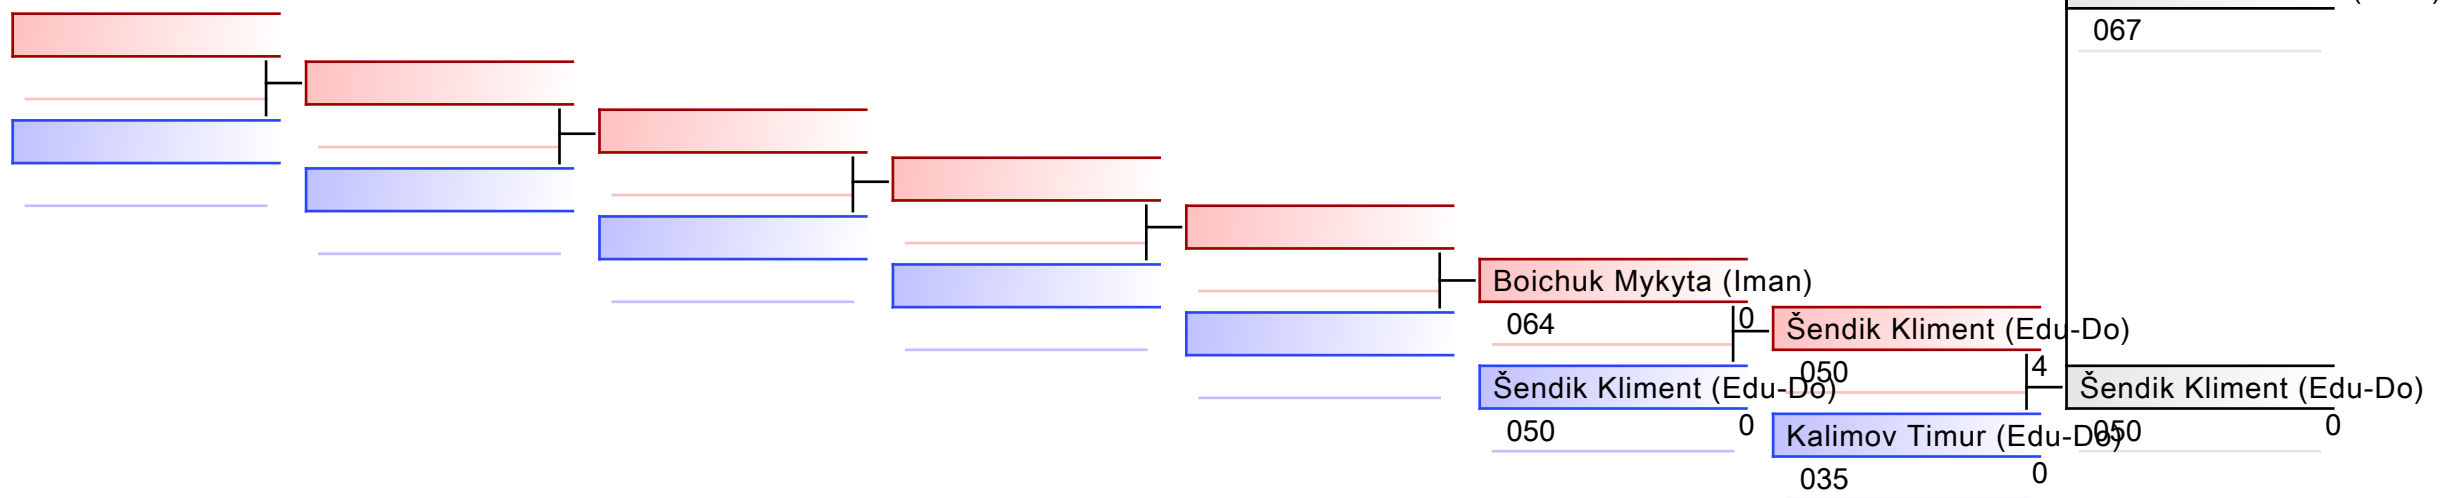 067
Boichuk Mykyta (Iman)
064
0
Šendik Kliment (Edu-Do)
050
0
Šendik Kliment (Edu-Do)
050
4
Kalimov Timur (Edu-Do)
035
0
Šendik Kliment (Edu-Do)
050
0